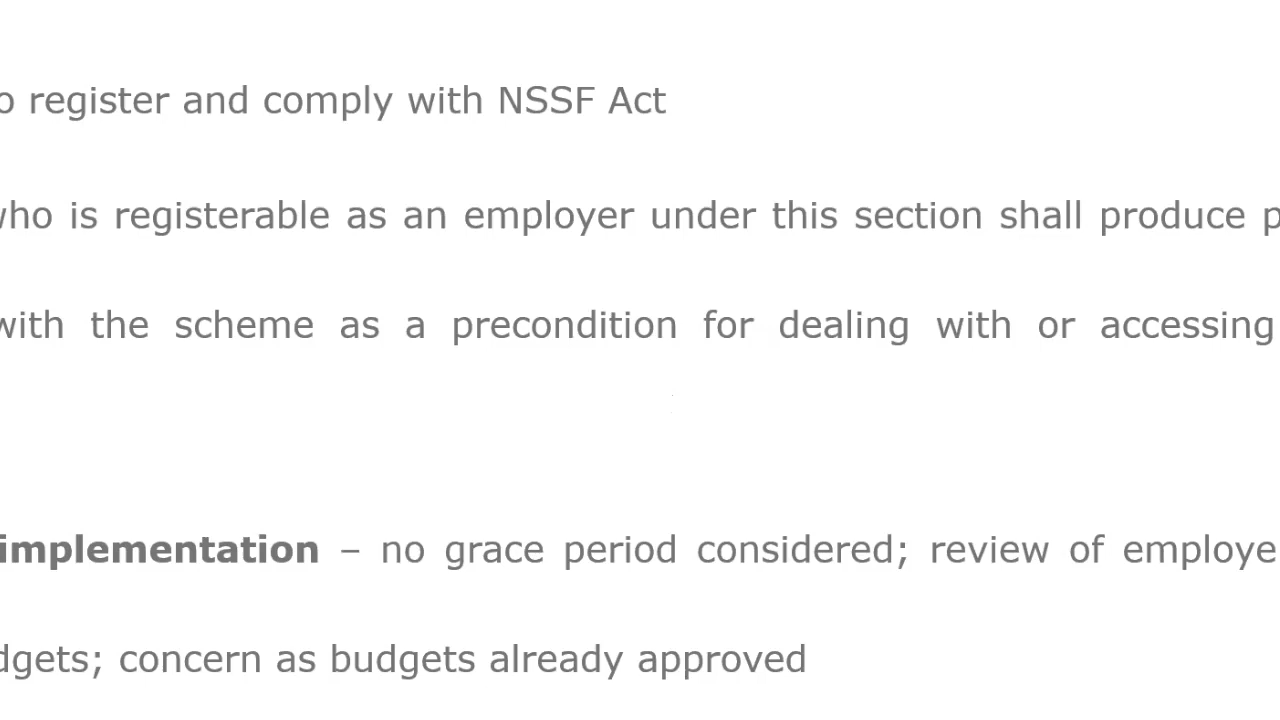 o register and comply with NSSF Act
who is registerable as an employer under this section shall produce p
with the scheme as a precondition for dealing with or accessing
implementation – no grace period considered; review of employe
dgets; concern as budgets already approved